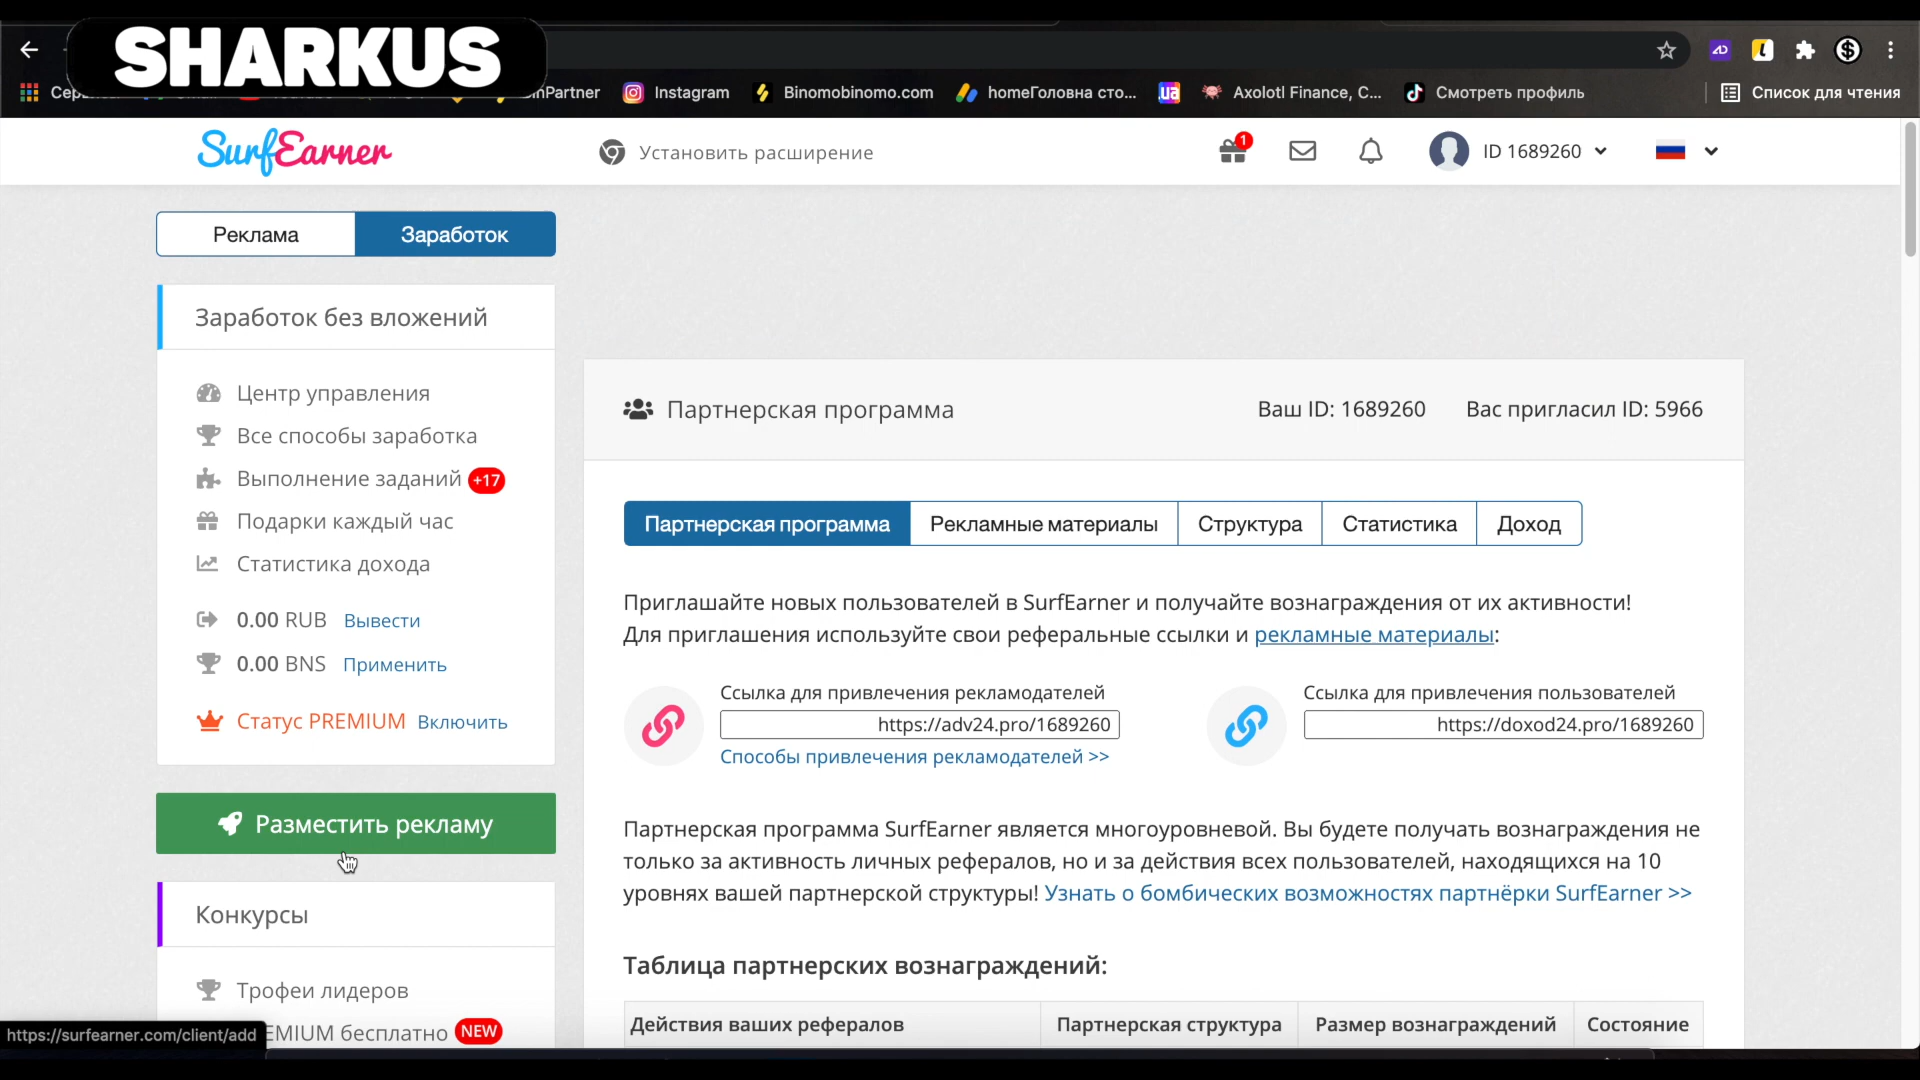 SHARKUS
inPartner
Instagram
Binomobinomo.com
homeГоловна сто...
Axolotl Finance, C...
Смотреть профиль
Список для чтения
SurfEarner
Установить расширение
1
ID 1689260
Реклама
Заработок
Заработок без вложений
Центр управления
Все способы заработка
Выполнение заданий +17
Подарки каждый час
Статистика дохода
0.00 RUB Вывести
0.00 BNS Применить
Статус PREMIUM Включить
Разместить рекламу
Конкурсы
Трофеи лидеров
EMIUM бесплатно NEW
https://surfearner.com/client/add
Партнерская программа
Ваш ID: 1689260
Вас пригласил ID: 5966
Партнерская программа
Рекламные материалы
Структура
Статистика
Доход
Приглашайте новых пользователей в SurfEarner и получайте вознаграждения от их активности!
Для приглашения используйте свои реферальные ссылки и рекламные материалы:
Ссылка для привлечения рекламодателей
https://adv24.pro/1689260
Способы привлечения рекламодателей >>
Ссылка для привлечения пользователей
https://doxod24.pro/1689260
Партнерская программа SurfEarner является многоуровневой. Вы будете получать вознаграждения не
только за активность личных рефералов, но и за действия всех пользователей, находящихся на 10
уровнях вашей партнерской структуры! Узнать о бомбических возможностях партнёрки SurfEarner >>
Таблица партнерских вознаграждений:
Действия ваших рефералов
Партнерская структура
Размер вознаграждений
Состояние